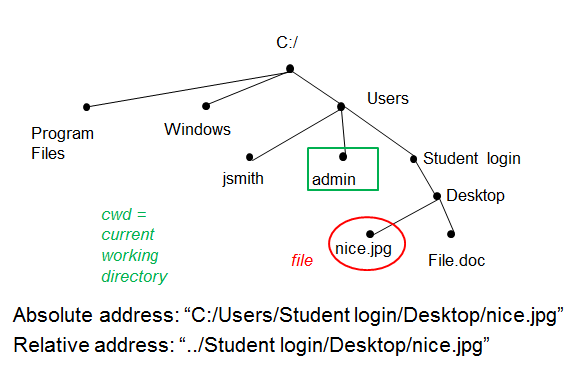 C:/
Users
Program
Files
Windows
Student login
jsmith
admin
Desktop
cwd =
current
working
directory
file
nice.jpg
File.doc
Absolute address: “C:/Users/Student login/Desktop/nice.jpg”
Relative address: “../Student login/Desktop/nice.jpg”